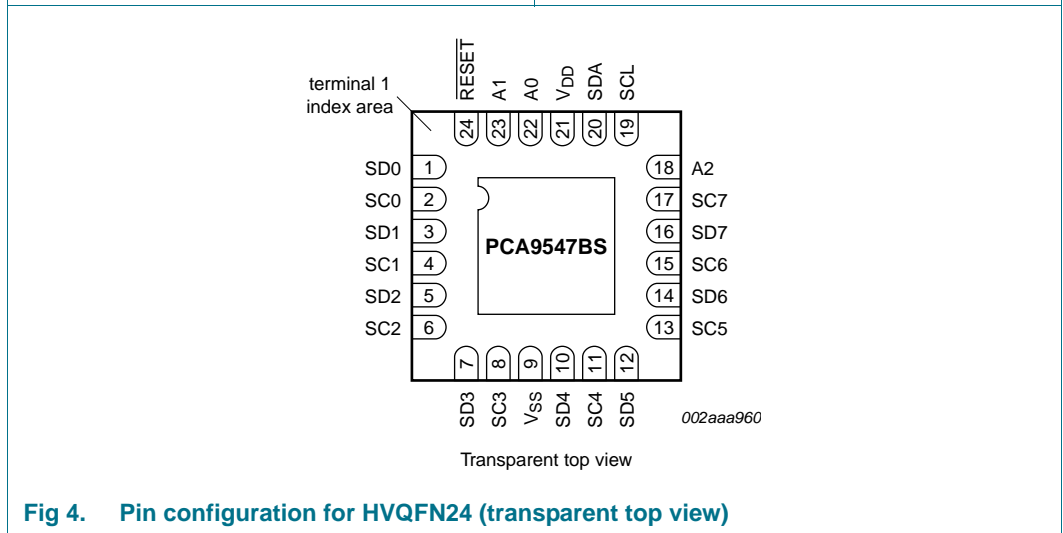 RESET
A1
A0
VDD
SDA
SCL
terminal 1
index area
24
23
22
21
20
19
SD0 1
SC0 2
SD1 3
SC1 4
SD2 5
SC2 6
18 A2
17 SC7
16 SD7
15 SC6
14 SD6
13 SC5
PCA9547BS
7
8
9
10
11
12
SD3
SC3
VSS
SD4
SC4
SD5
002aaa960
Transparent top view
Fig 4. Pin configuration for HVQFN24 (transparent top view)